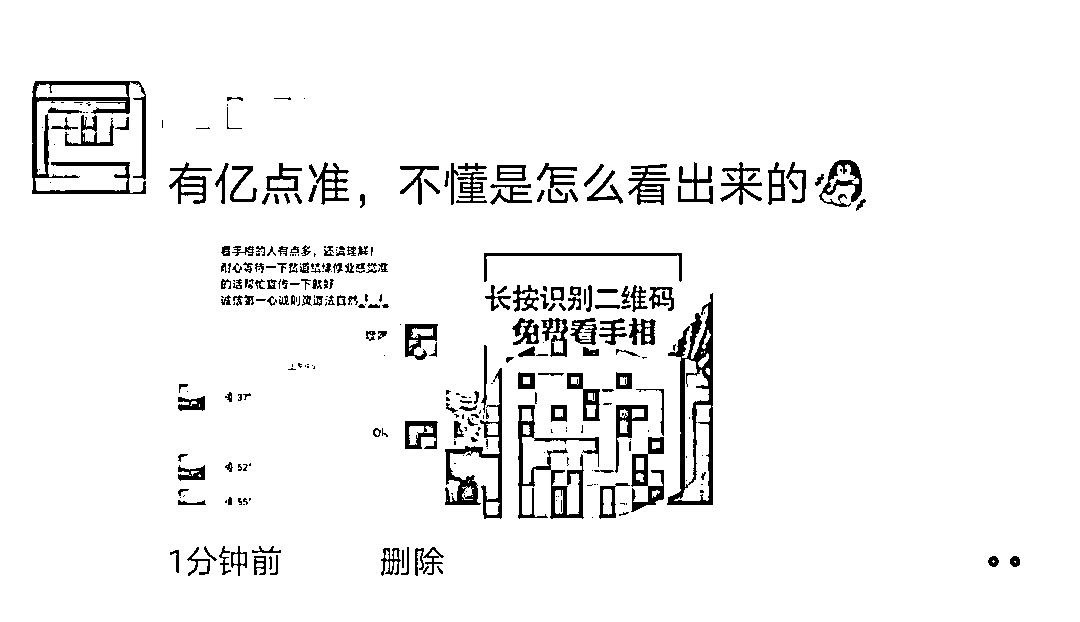 有亿点准，不懂是怎么看出来的
看手相的人有点多，还请理解！
耐心等待一下贫道结缘修业感觉准
的话帮忙宣传一下就好
诚信第一心诚则灵道法自然
长按识别二维码
免费看手相
37"
Ok
52"
55"
1分钟前 删除